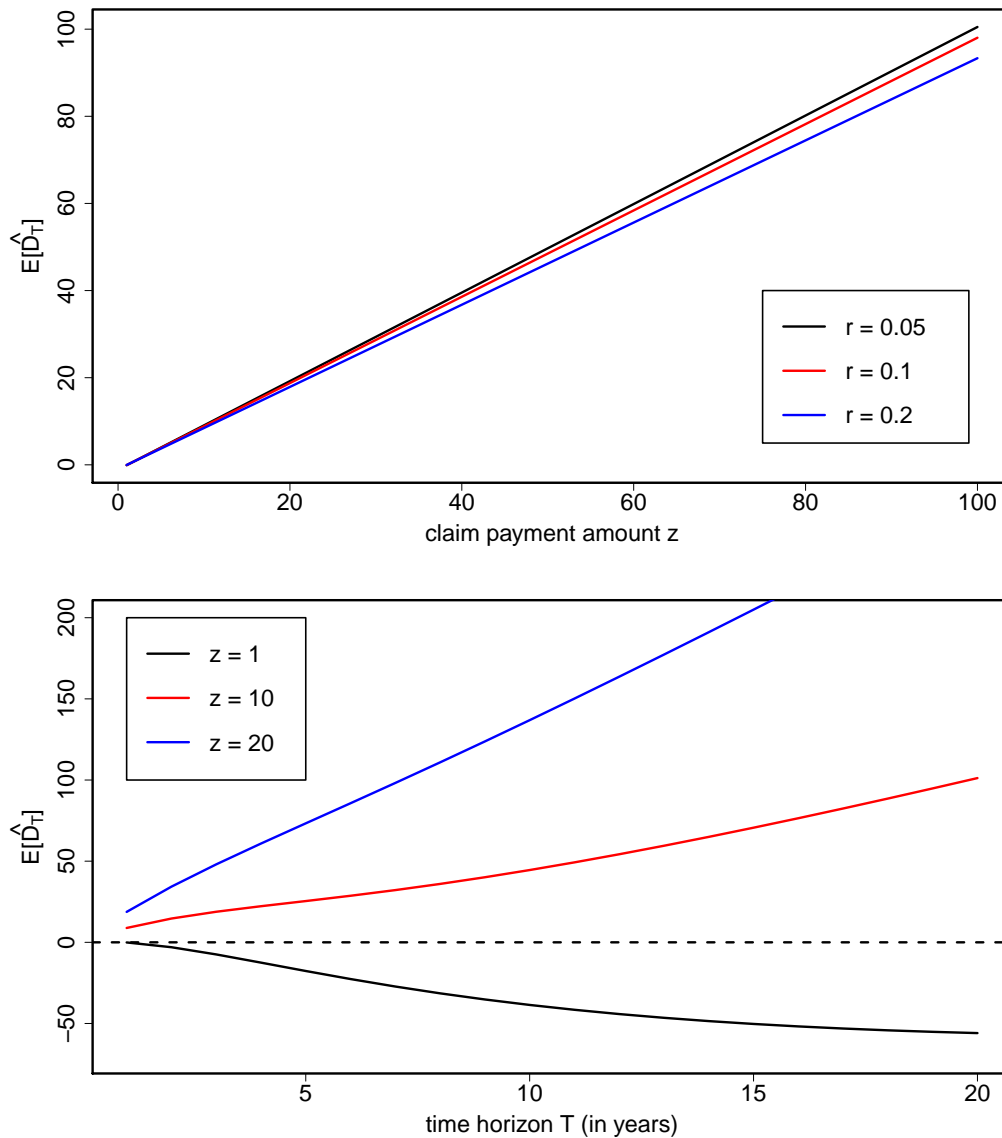 100
80
60
40
20
0
E[D̂_T]
r = 0.05
r = 0.1
r = 0.2
0 20 40 60 80 100
claim payment amount z
200
150
100
50
0
−50
E[D̂_T]
z = 1
z = 10
z = 20
5 10 15 20
time horizon T (in years)